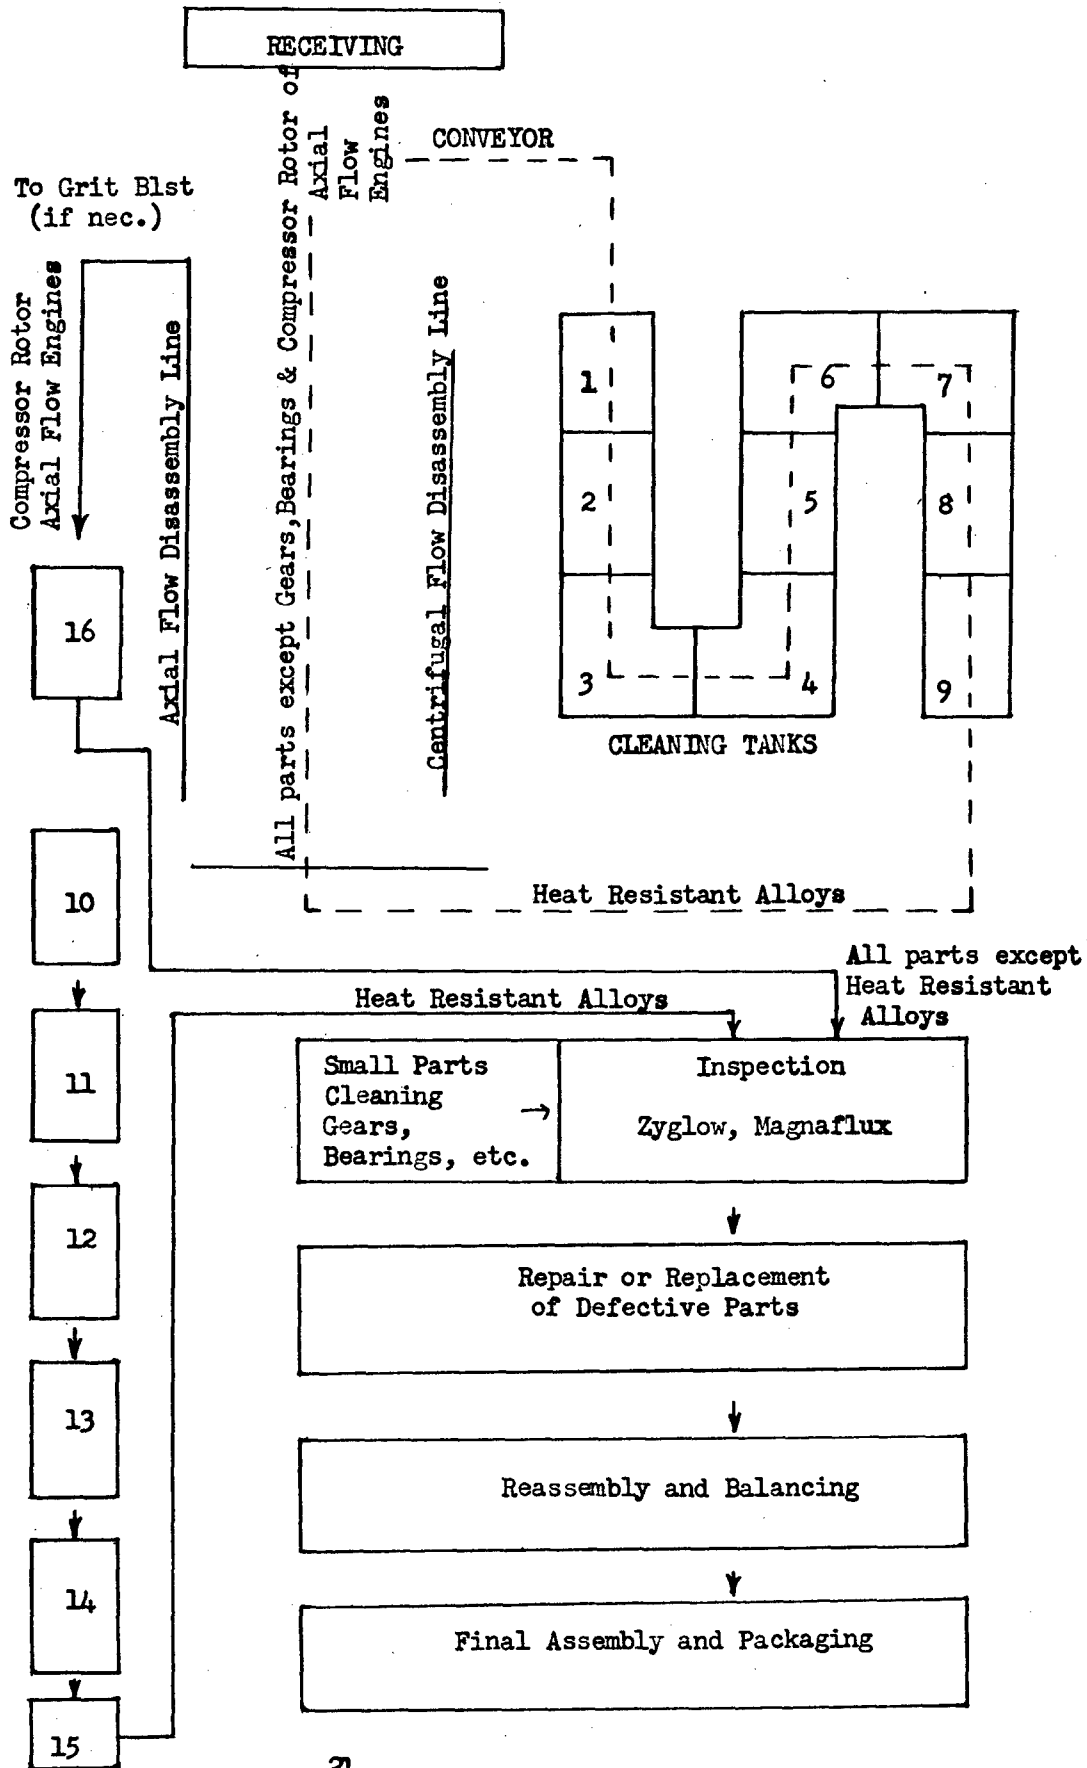 RECEIVING
All parts except Gears,Bearings & Compressor Rotor of
Axial
Flow
Engines
CONVEYOR
To Grit Blst
(if nec.)
Compressor Rotor
Axial Flow Engines
Axial Flow Disassembly Line
Centrifugal Flow Disassembly Line
1
2
3
4
5
6
7
8
9
CLEANING TANKS
16
10
11
12
13
14
15
Heat Resistant Alloys
All parts except
Heat Resistant
Alloys
Heat Resistant Alloys
Small Parts
Cleaning
Gears,
Bearings, etc.
Inspection
Zyglow, Magnaflux
Repair or Replacement
of Defective Parts
Reassembly and Balancing
Final Assembly and Packaging